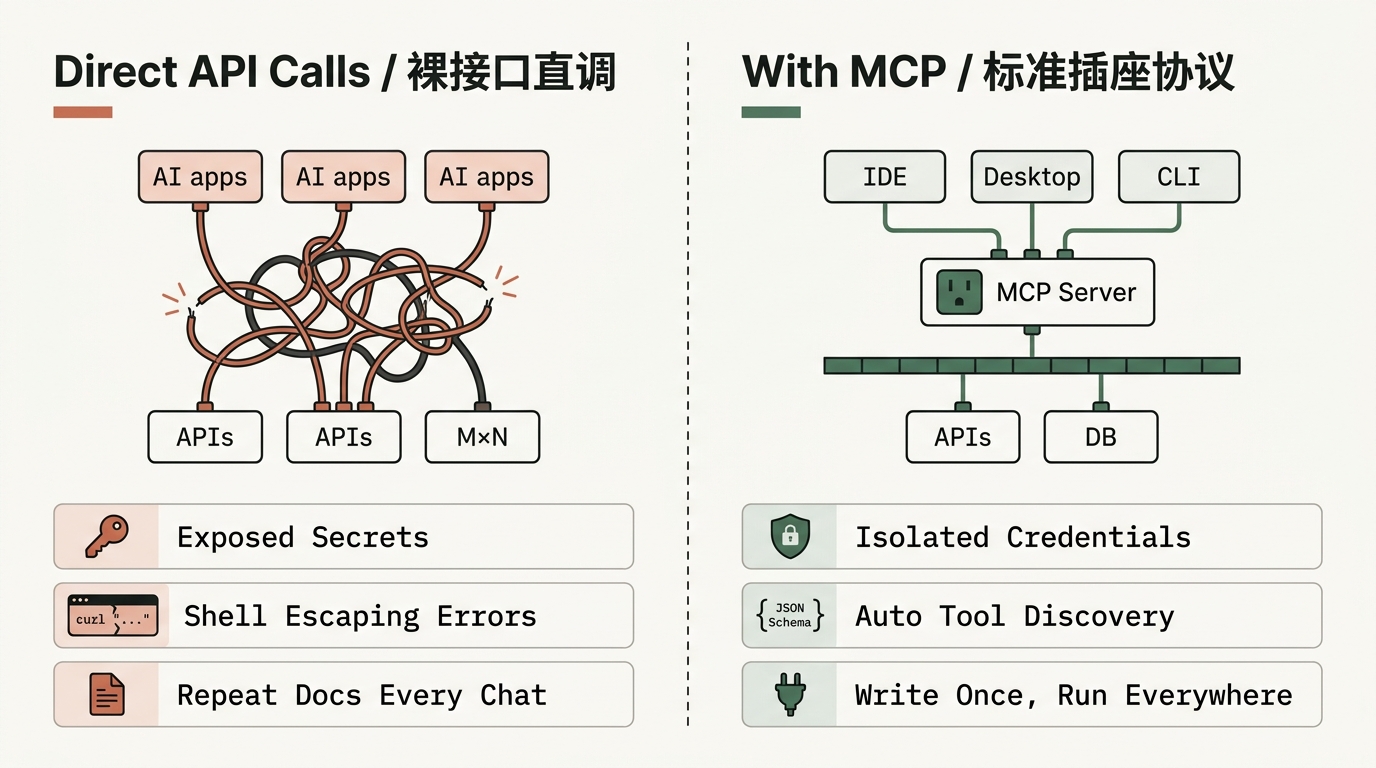 Direct API Calls / 裸接口直调
AI apps
AI apps
AI apps
APIs
APIs
M×N
Exposed Secrets
curl "..."
Shell Escaping Errors
Repeat Docs Every Chat
With MCP / 标准插座协议
IDE
Desktop
CLI
MCP Server
APIs
DB
Isolated Credentials
{JSON
Schema}
Auto Tool Discovery
Write Once, Run Everywhere